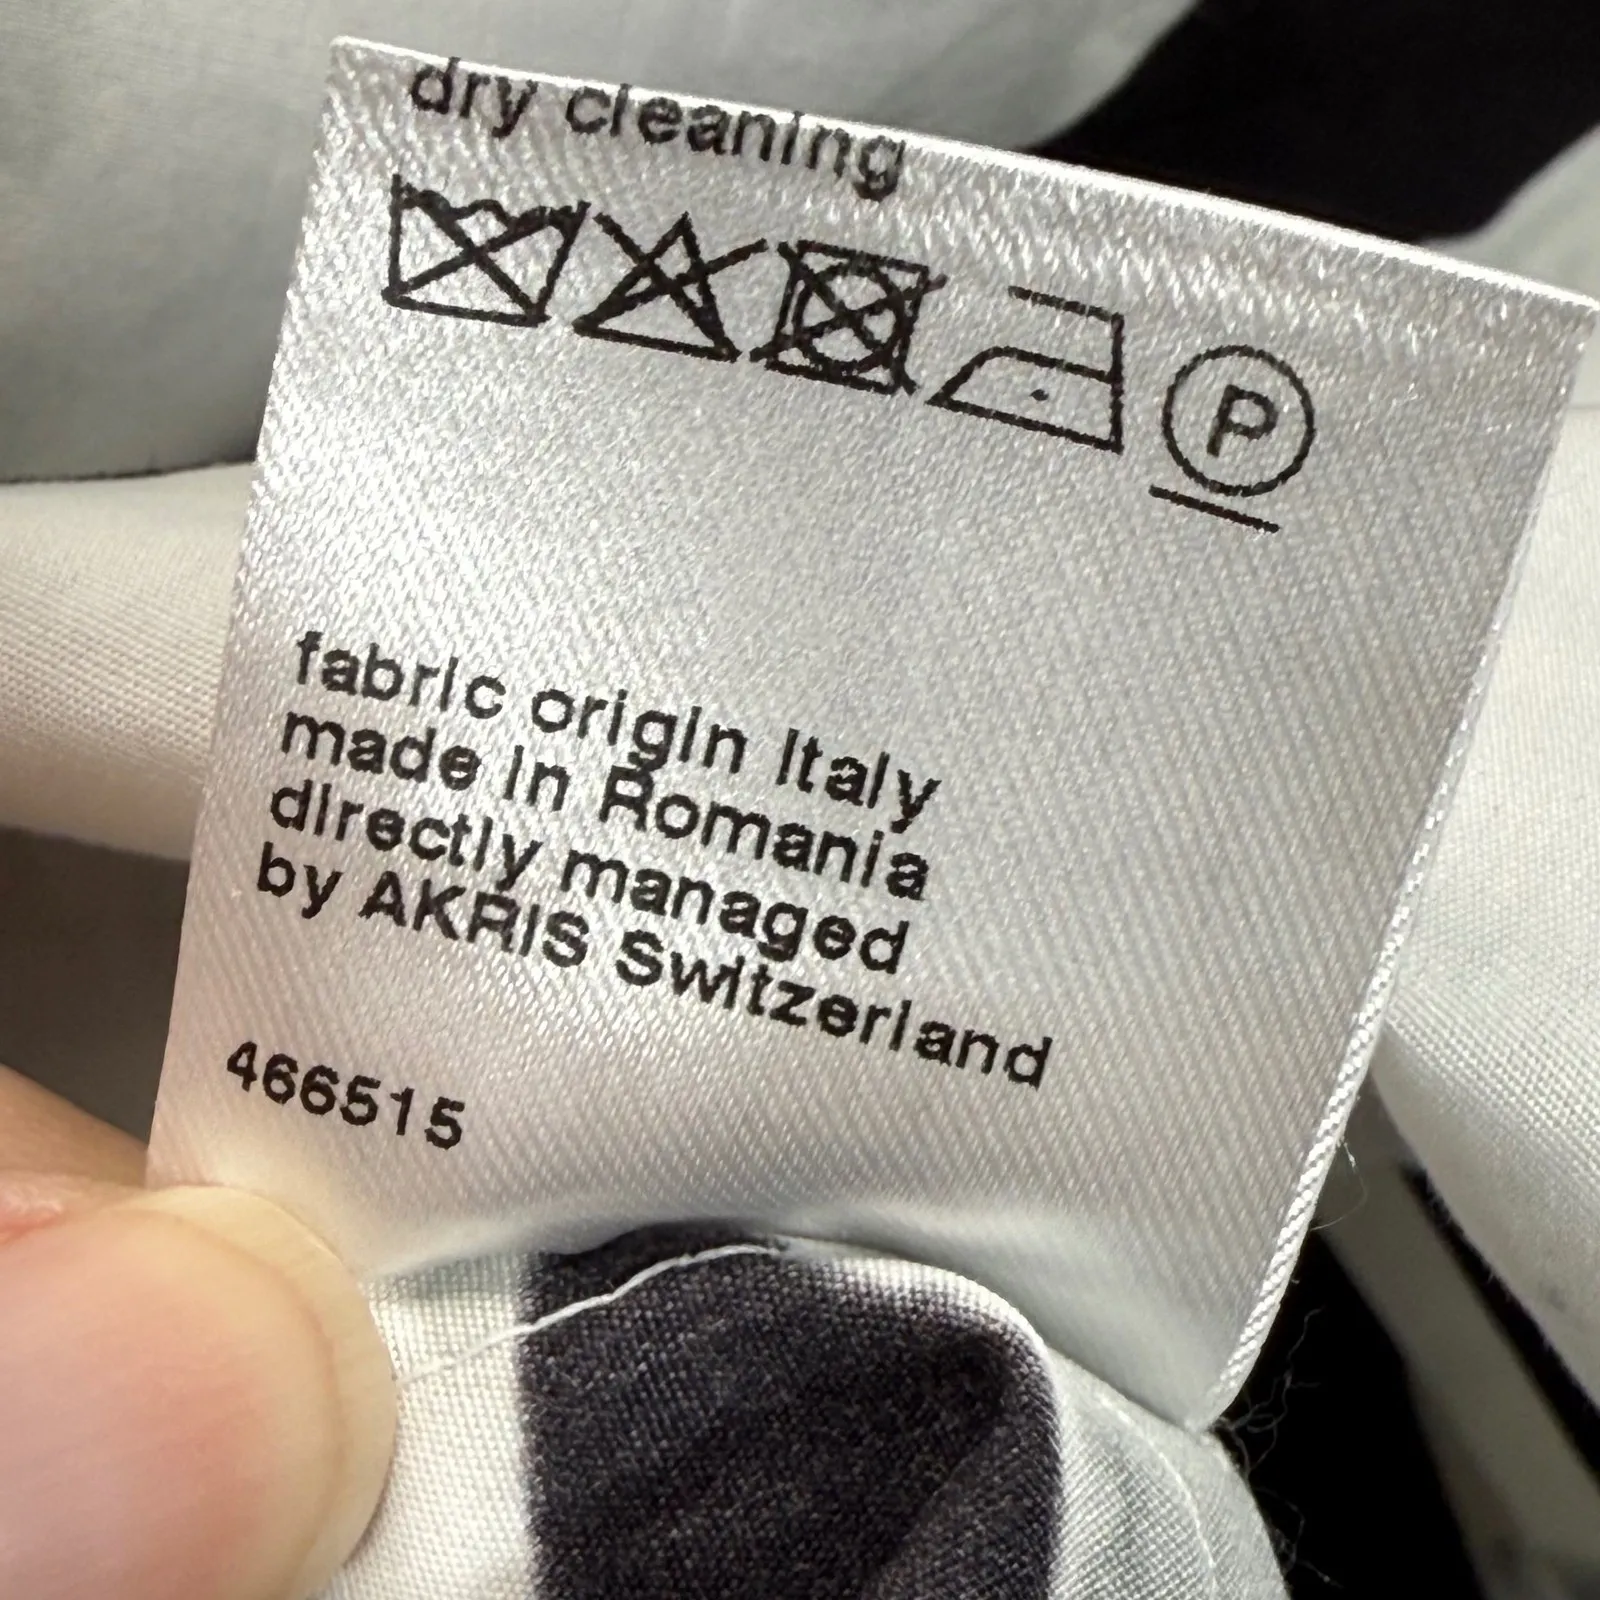 dry cleaning
P
fabric origin Italy
made in Romania
directly managed
by AKRIS Switzerland
466515